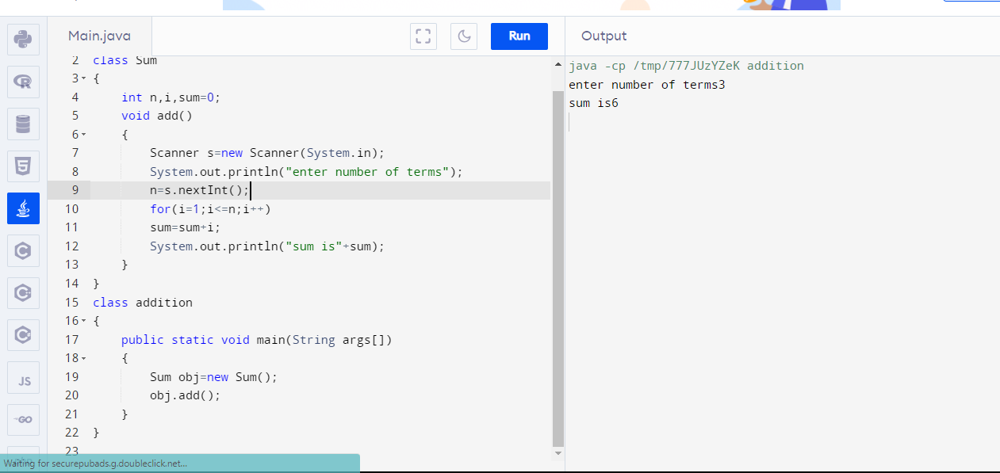 Main.java
Run
Output
2 class Sum
3 {
4 int n,i,sum=0;
5 void add()
6 {
7 Scanner s=new Scanner(System.in);
8 System.out.println("enter number of terms");
9 n=s.nextInt();
10 for(i=1;i<=n;i++)
11 sum=sum+i;
12 System.out.println("sum is"+sum);
13 }
14 }
15 class addition
16 {
17 public static void main(String args[])
18 {
19 Sum obj=new Sum();
20 obj.add();
21 }
22 }
23
java -cp /tmp/777JUzYZeK addition
enter number of terms3
sum is6
R
5
C
C
C
JS
GO
Waiting for securepubads.g.doubleclick.net...